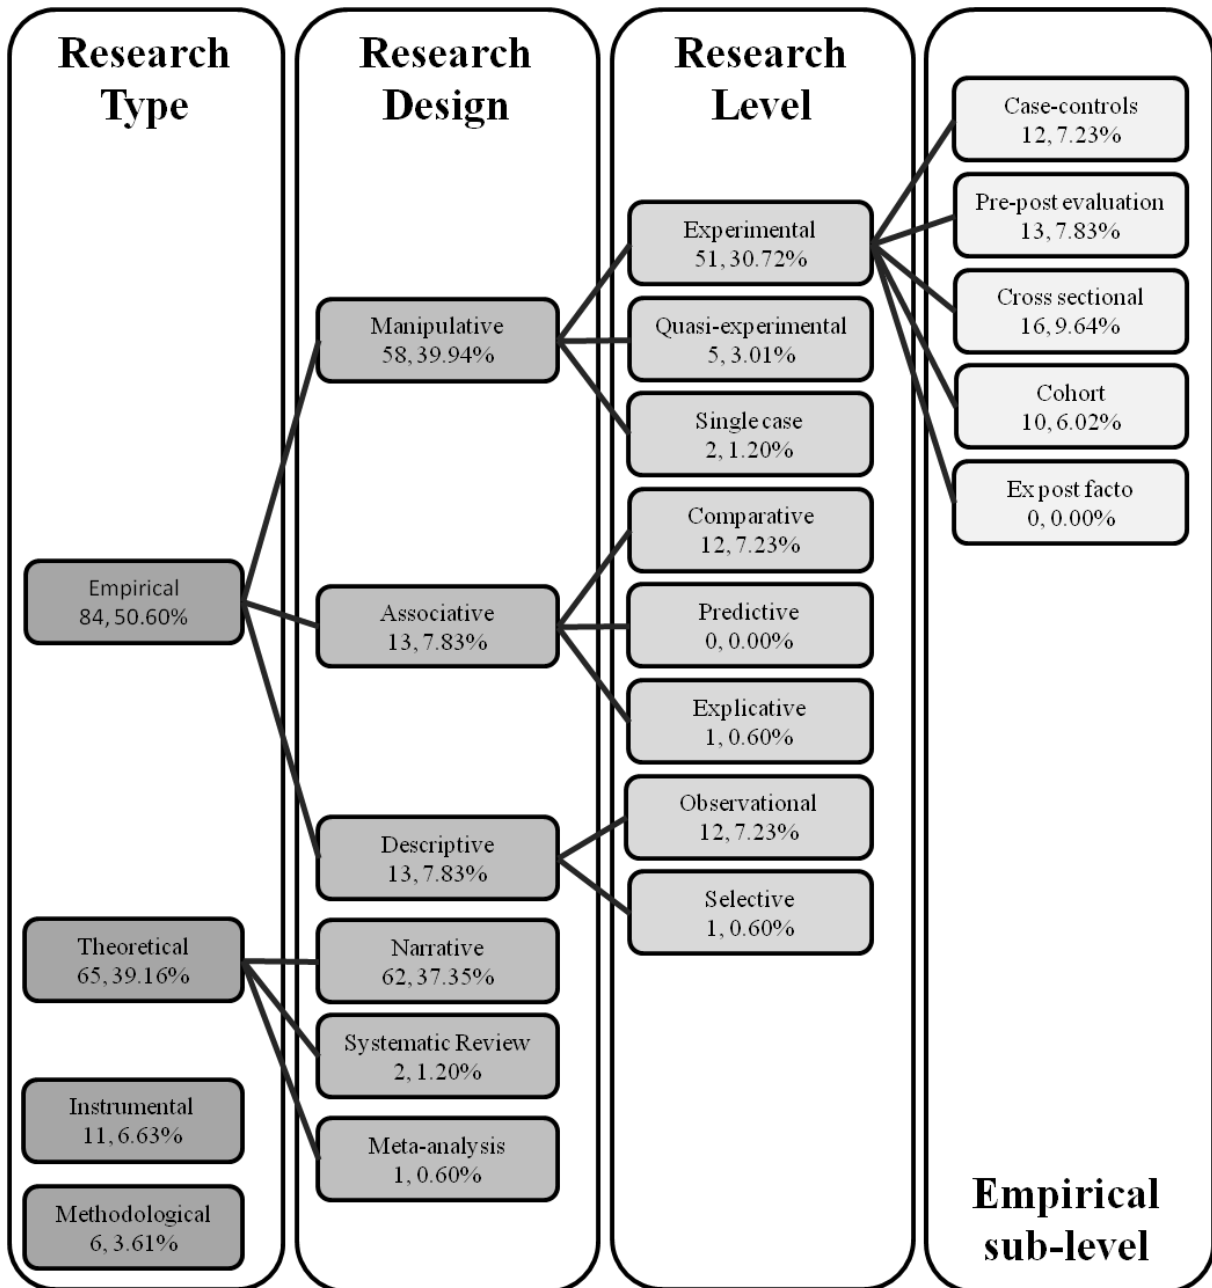 Research
Type
Empirical
84, 50.60%
Theoretical
65, 39.16%
Instrumental
11, 6.63%
Methodological
6, 3.61%
Research
Design
Manipulative
58, 39.94%
Associative
13, 7.83%
Descriptive
13, 7.83%
Narrative
62, 37.35%
Systematic Review
2, 1.20%
Meta-analysis
1, 0.60%
Research
Level
Experimental
51, 30.72%
Quasi-experimental
5, 3.01%
Single case
2, 1.20%
Comparative
12, 7.23%
Predictive
0, 0.00%
Explicative
1, 0.60%
Observational
12, 7.23%
Selective
1, 0.60%
Case-controls
12, 7.23%
Pre-post evaluation
13, 7.83%
Cross sectional
16, 9.64%
Cohort
10, 6.02%
Ex post facto
0, 0.00%
Empirical
sub-level